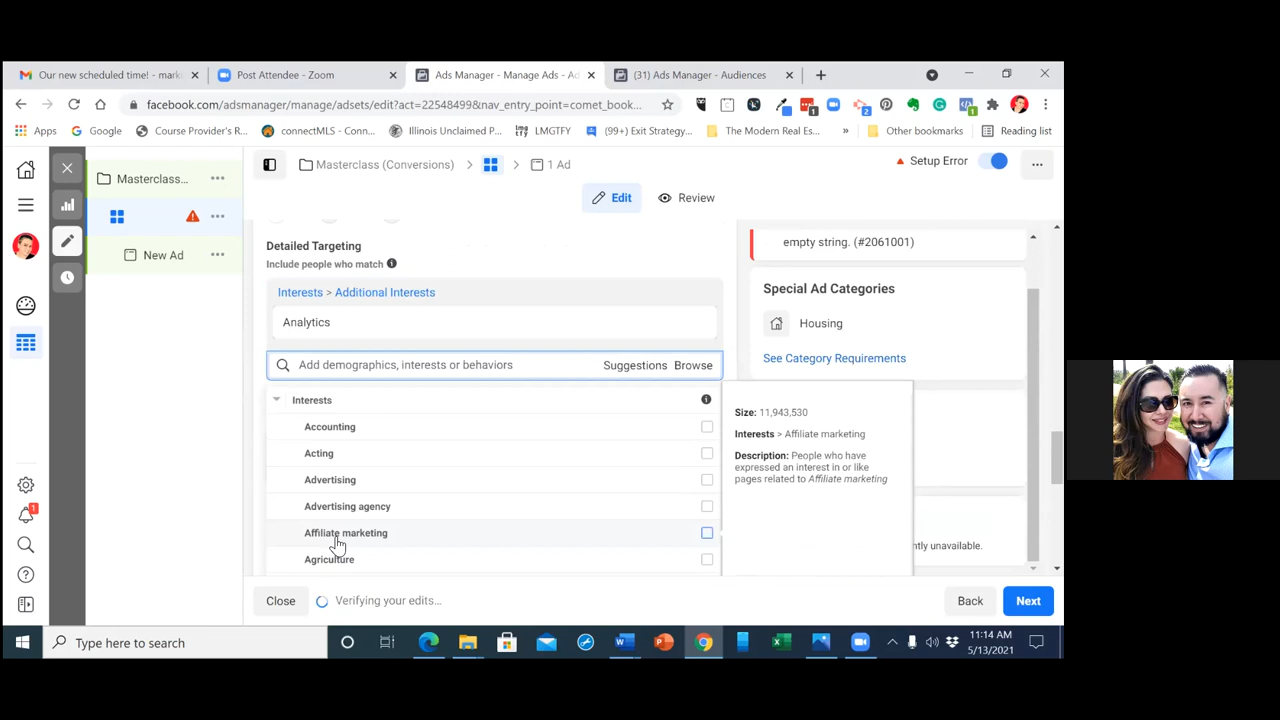 Our new scheduled time! - marke
Post Attendee - Zoom
Ads Manager - Manage Ads - Ad
(31) Ads Manager - Audiences
facebook.com/adsmanager/manage/adsets/edit?act=22548499&nav_entry_point=comet_book...
1
2
1
Apps
Google
Course Provider's R...
connectMLS - Conn...
Illinois Unclaimed P...
LMGTFY
(99+) Exit Strategy...
The Modern Real Es...
»
Other bookmarks
Reading list
Masterclass...
New Ad
Masterclass (Conversions)
1 Ad
Setup Error
Edit
Review
Detailed Targeting
Include people who match
Interests > Additional Interests
Analytics
Add demographics, interests or behaviors
Suggestions
Browse
Interests
Accounting
Acting
Advertising
Advertising agency
Affiliate marketing
Agriculture
Size: 11,943,530
Interests > Affiliate marketing
Description: People who have
expressed an interest in or like
pages related to Affiliate marketing
empty string. (#2061001)
Special Ad Categories
Housing
See Category Requirements
ntly unavailable.
1
Close
Verifying your edits...
Back
Next
Type here to search
11:14 AM
5/13/2021